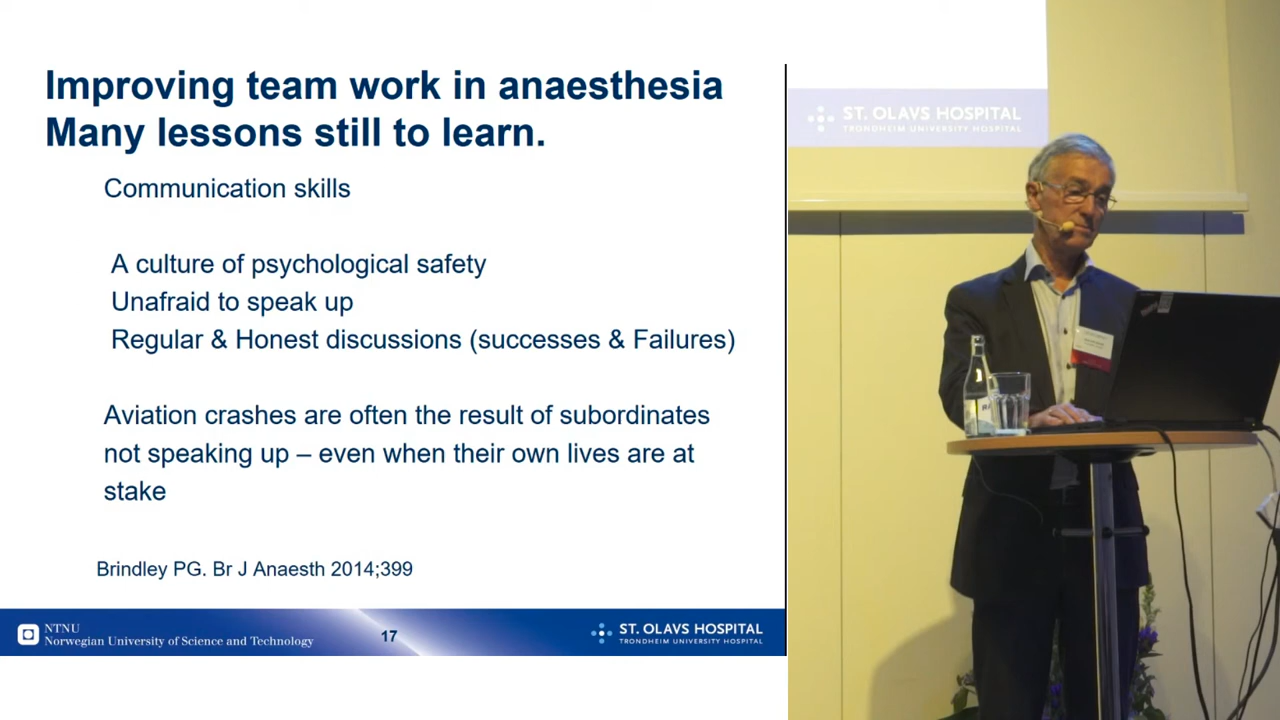 Improving team work in anaesthesia
Many lessons still to learn.
Communication skills
A culture of psychological safety
Unafraid to speak up
Regular & Honest discussions (successes & Failures)
Aviation crashes are often the result of subordinates
not speaking up – even when their own lives are at
stake
Brindley PG. Br J Anaesth 2014;399
NTNU
Norwegian University of Science and Technology
17
ST. OLAVS HOSPITAL
TRONDHEIM UNIVERSITY HOSPITAL
ST. OLAVS HOSPITAL
TRONDHEIM UNIVERSITY HOSPITAL